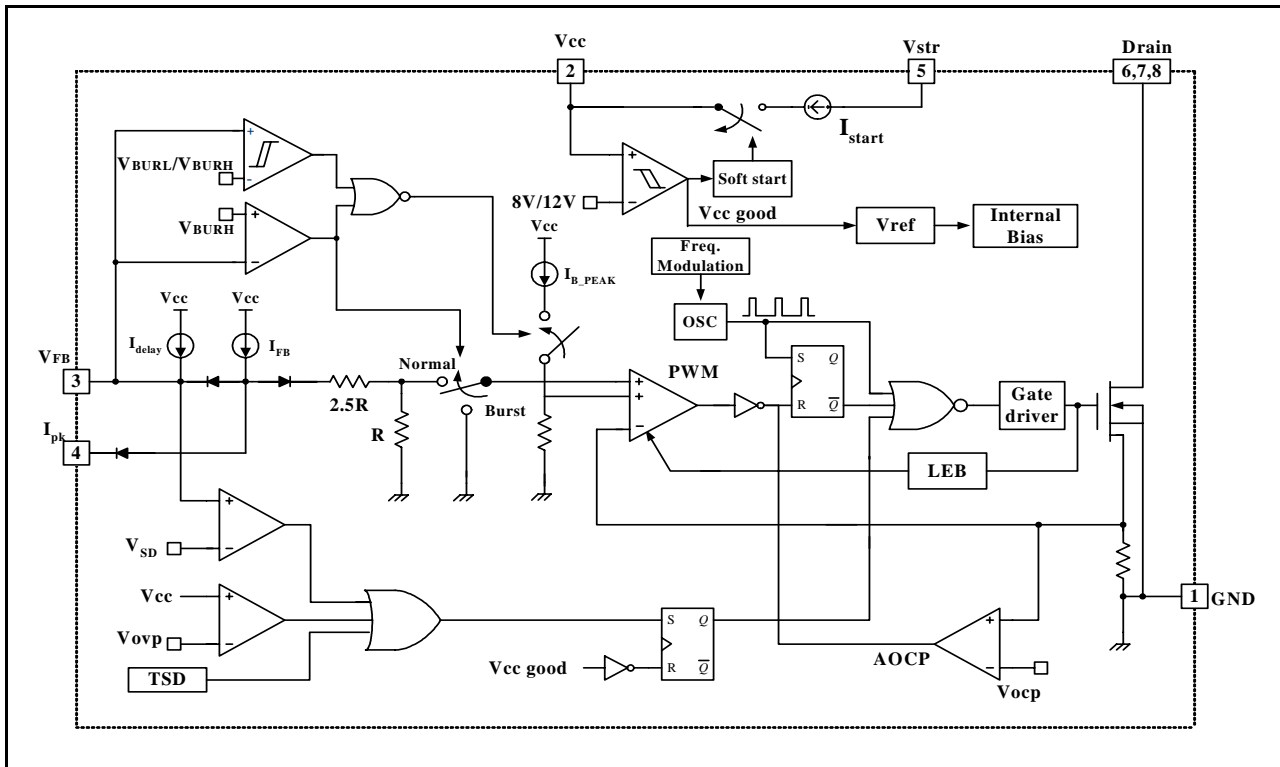 Vcc
Vstr
Drain
2
5
6,7,8
Istart
+
VBURL/VBURH
-
+
8V/12V
−
Soft start
Vcc good
Vref
Internal
Bias
+
VBURH
−
Vcc
IB_PEAK
Freq.
Modulation
OSC
Vcc
Vcc
Idelay
IFB
VFB
3
Normal
Burst
2.5R
R
Ipk
4
PWM
+
+
−
S
Q
R
Q
Gate
driver
LEB
+
VSD
−
Vcc
+
Vovp
−
TSD
S
Q
R
Q
Vcc good
AOCP
+
−
Vocp
1
GND